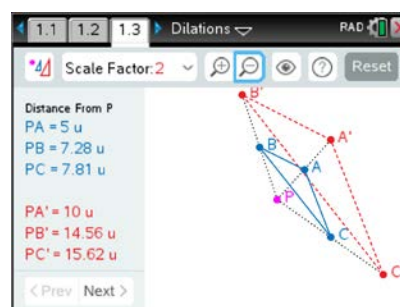 1.1 1.2 1.3 Dilations RAD
Scale Factor:2 Reset
Distance From P
PA = 5 u
PB = 7.28 u
PC = 7.81 u
PA' = 10 u
PB' = 14.56 u
PC' = 15.62 u
< Prev Next >
B'
A'
B
A
P
C
C